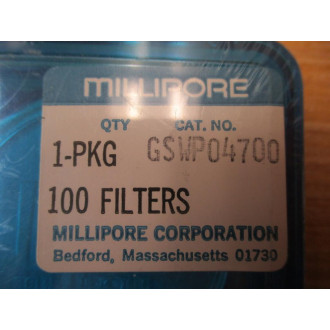 MILLIPORE
QTY CAT. NO.
1-PKG GSWP04700
100 FILTERS
MILLIPORE CORPORATION
Bedford, Massachusetts 01730